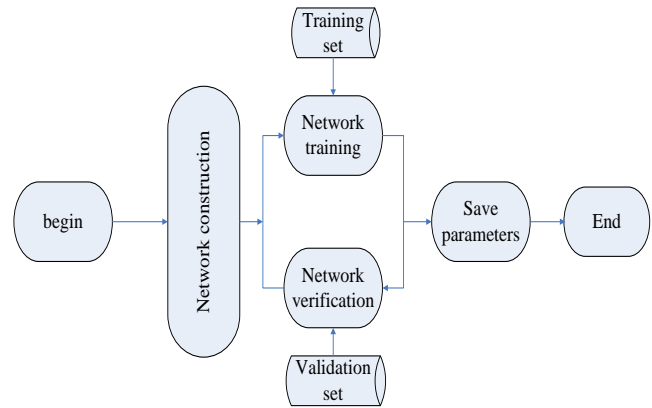 Training
set
Network
training
Network construction
begin
Save
parameters
End
Network
verification
Validation
set